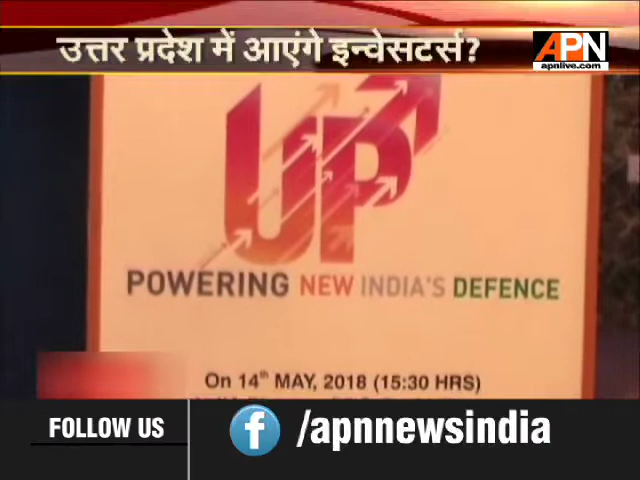 उत्तर प्रदेश में आएंगे इन्वेसटर्स?
APN
apnlive.com
UP
POWERING NEW INDIA'S DEFENCE
On 14th MAY, 2018 (15:30 HRS)
FOLLOW US
f /apnnewsindia